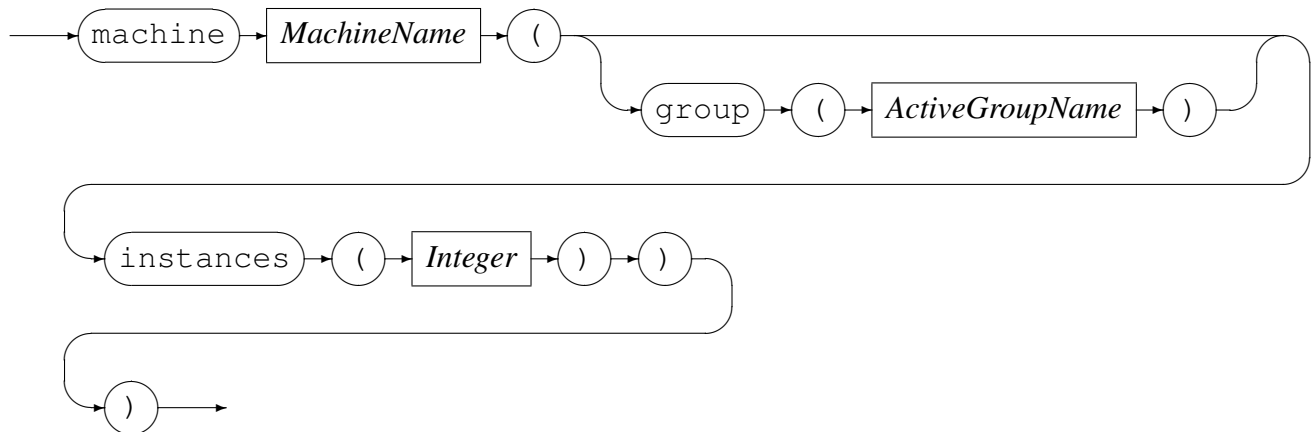 machine MachineName (
group ( ActiveGroupName )
instances ( Integer ) )
)